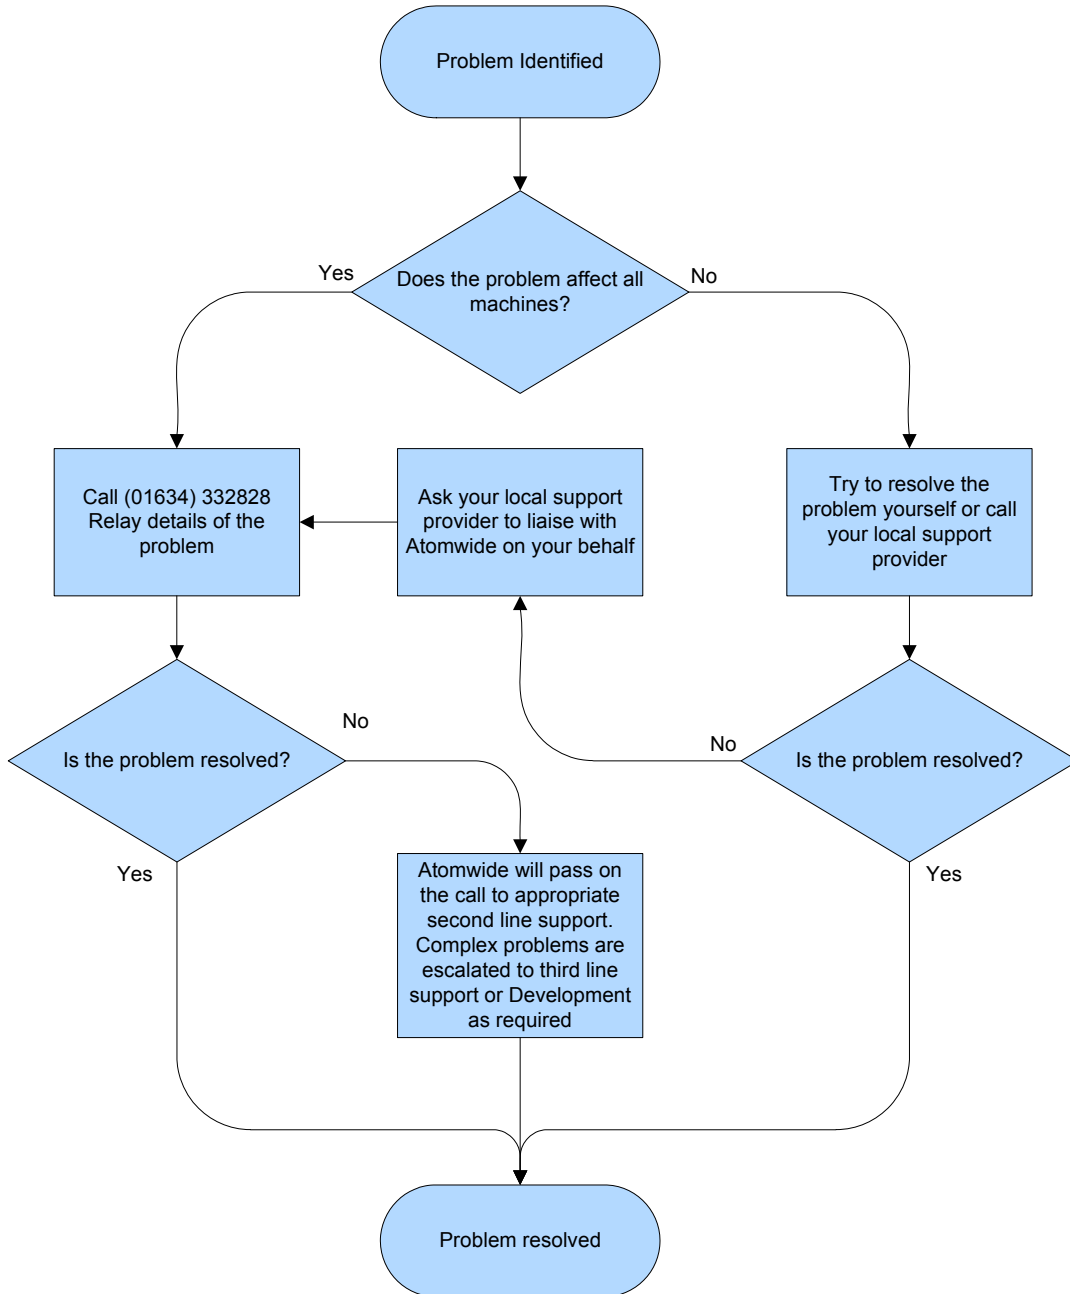 Problem Identified
Yes
No
Does the problem affect all
machines?
Call (01634) 332828
Relay details of the
problem
Ask your local support
provider to liaise with
Atomwide on your behalf
Try to resolve the
problem yourself or call
your local support
provider
No
No
Is the problem resolved?
Is the problem resolved?
Yes
Yes
Atomwide will pass on
the call to appropriate
second line support.
Complex problems are
escalated to third line
support or Development
as required
Problem resolved